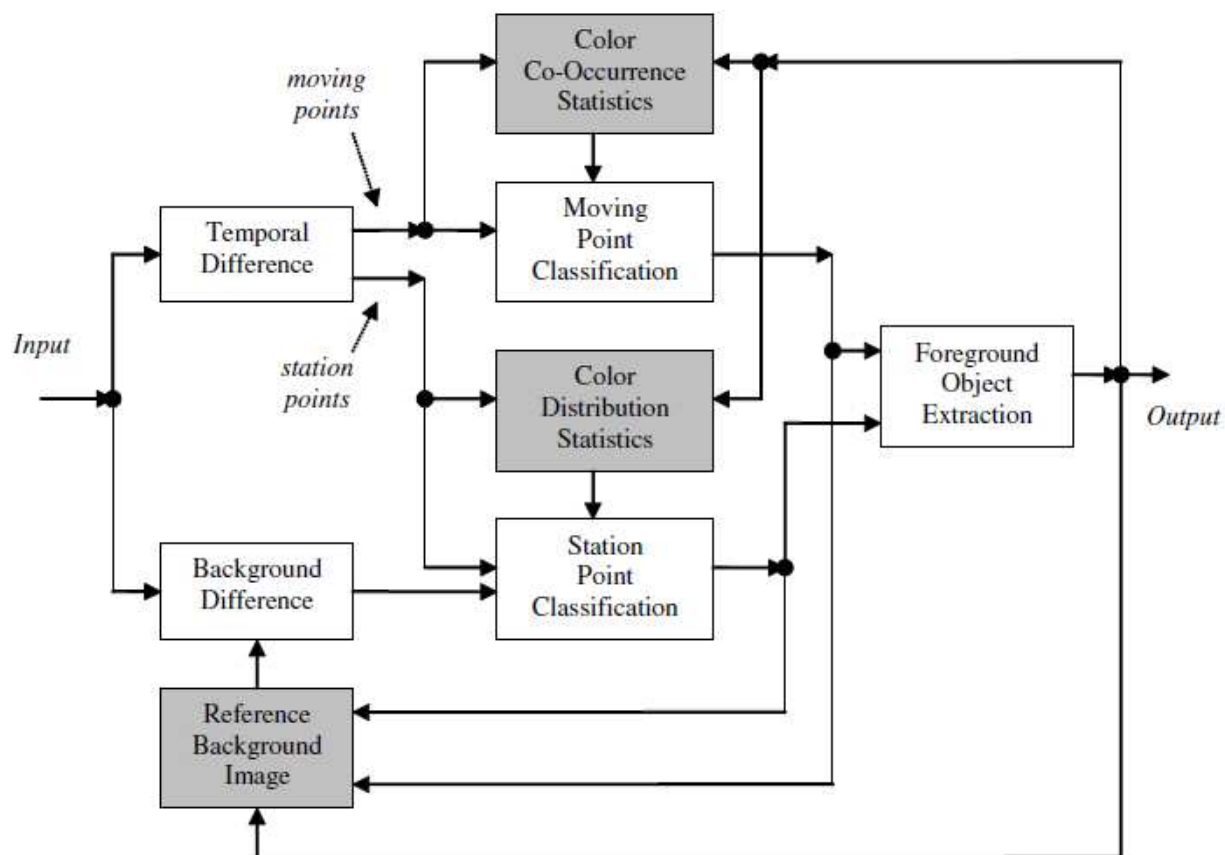 Color
Co-Occurrence
Statistics
moving
points
Moving
Point
Classification
Temporal
Difference
Input
station
points
Color
Distribution
Statistics
Foreground
Object
Extraction
Output
Station
Point
Classification
Background
Difference
Reference
Background
Image